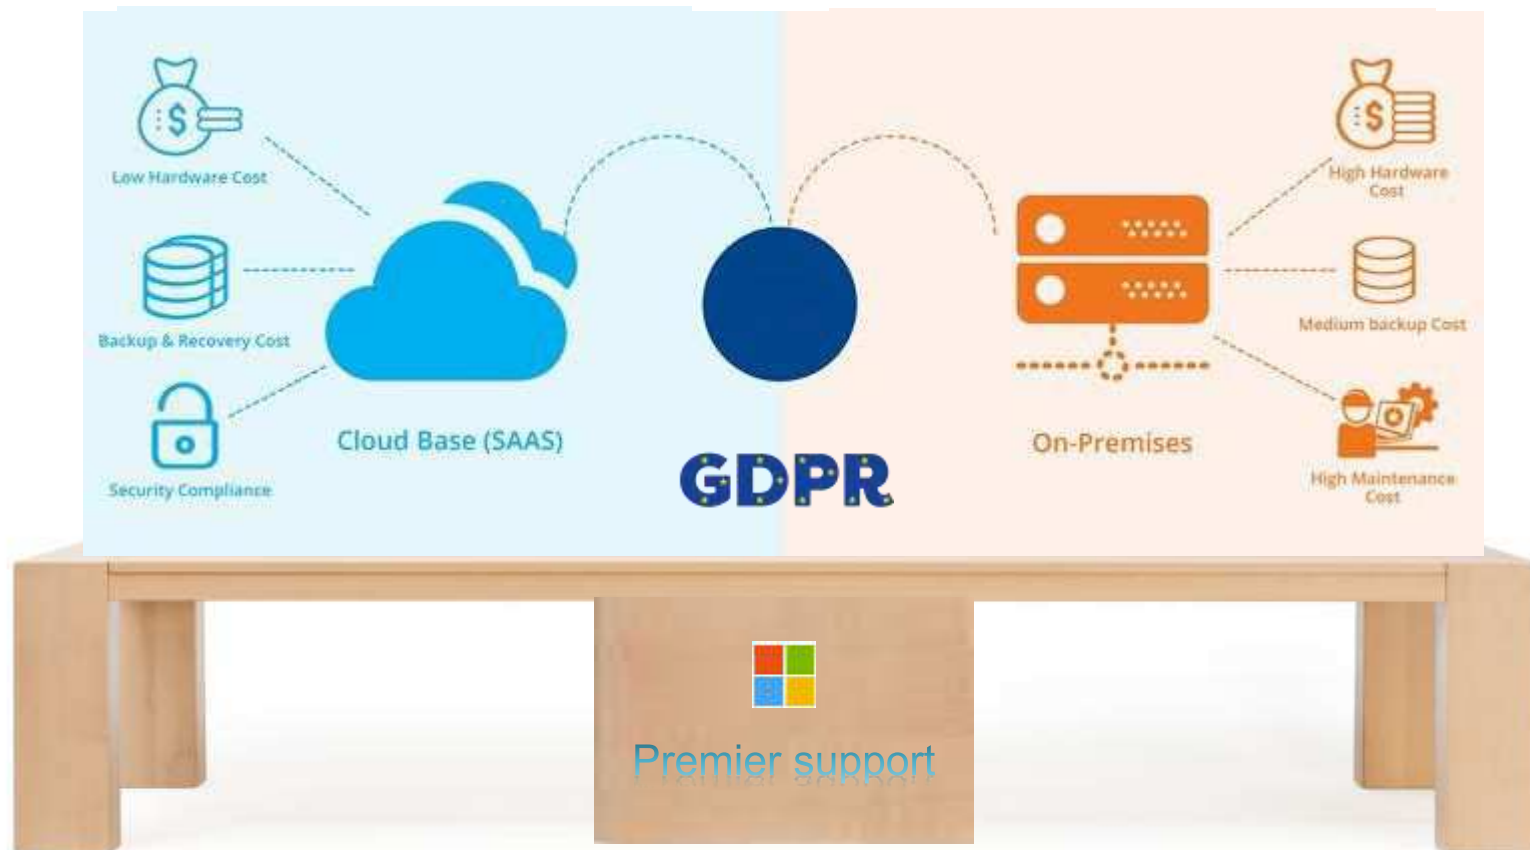 Low Hardware Cost
Backup & Recovery Cost
Security Compliance
Cloud Base (SAAS)
GDPR
On-Premises
High Hardware
Cost
Medium backup Cost
High Maintenance
Cost
Premier support